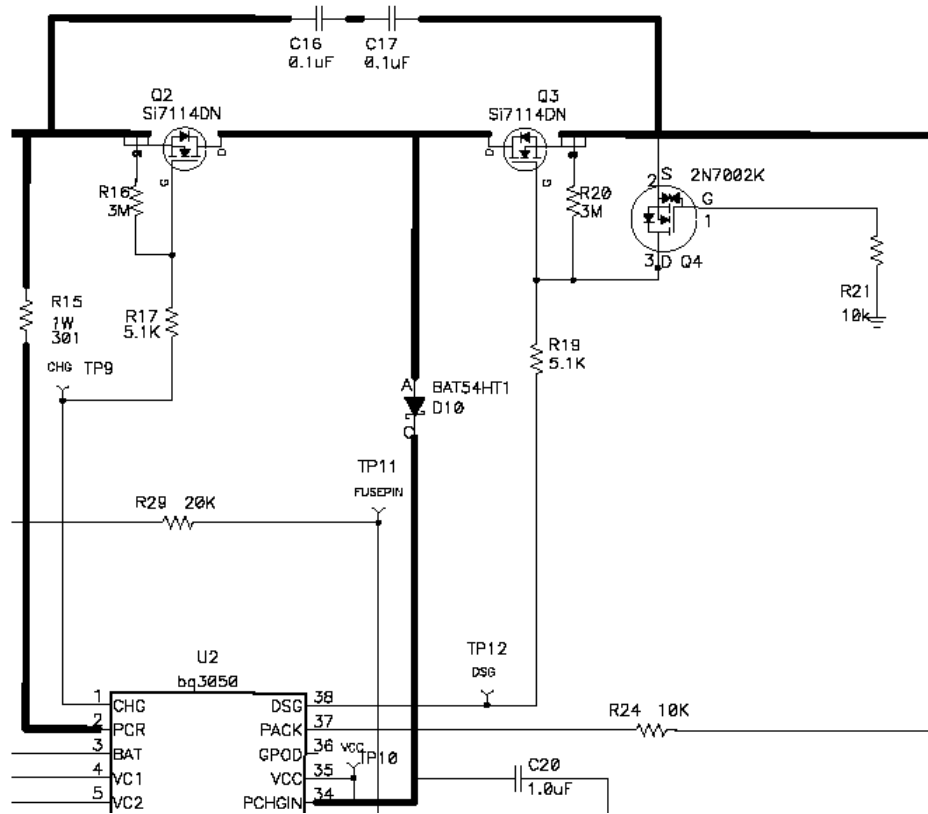 C16
0.1uF
C17
0.1uF
Q2
Si7114DN
Q3
Si7114DN
D
D
G
G
R16
3M
R20
3M
S
2
2N7002K
G
1
3
D
Q4
R21
10k
R15
1W
301
R17
5.1K
CHG
TP9
R19
5.1K
A
BAT54HT1
D10
C
TP11
FUSEPIN
R29
20K
TP12
DSG
U2
bq3050
1
CHG
DSG
38
2
PCR
PACK
37
R24
10K
3
BAT
GPOD
36
VCC
TP10
4
VC1
VCC
35
C20
1.0uF
5
VC2
PCHGIN
34